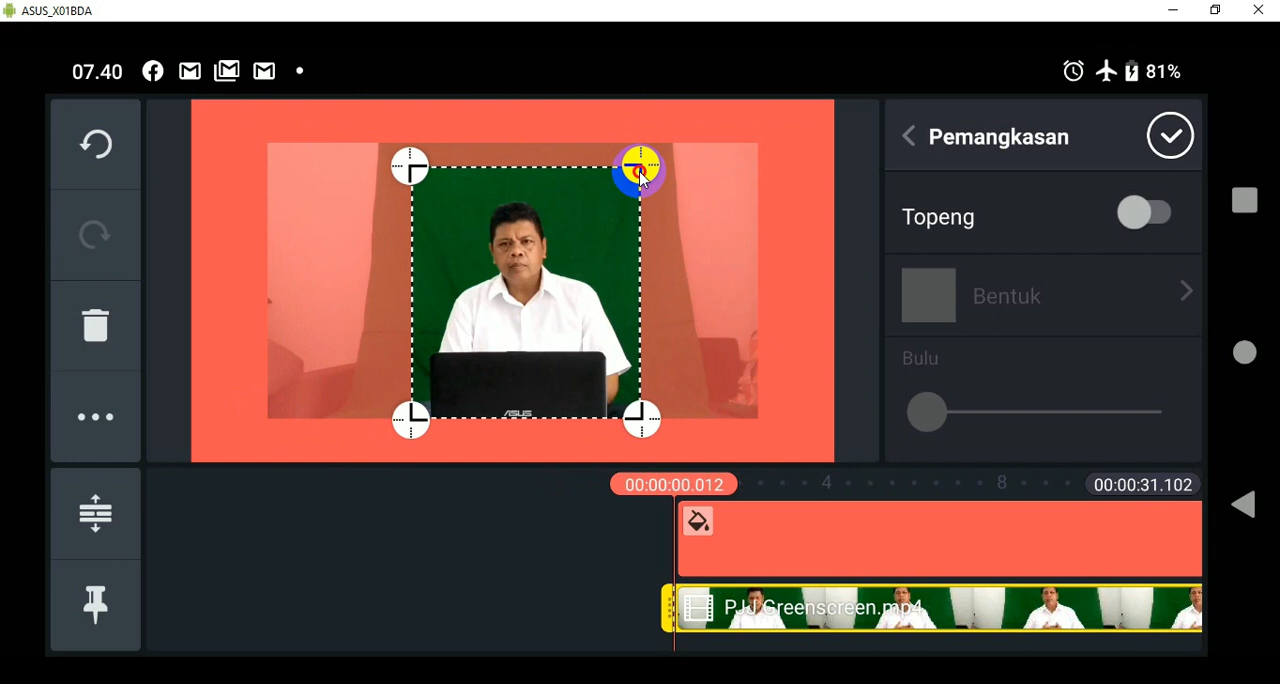 ASUS_X01BDA
07.40
81%
Pemangkasan
Topeng
Bentuk
Bulu
ASUS
00:00:00.012
4
8
00:00:31.102
PJJ Greenscreen.mp4